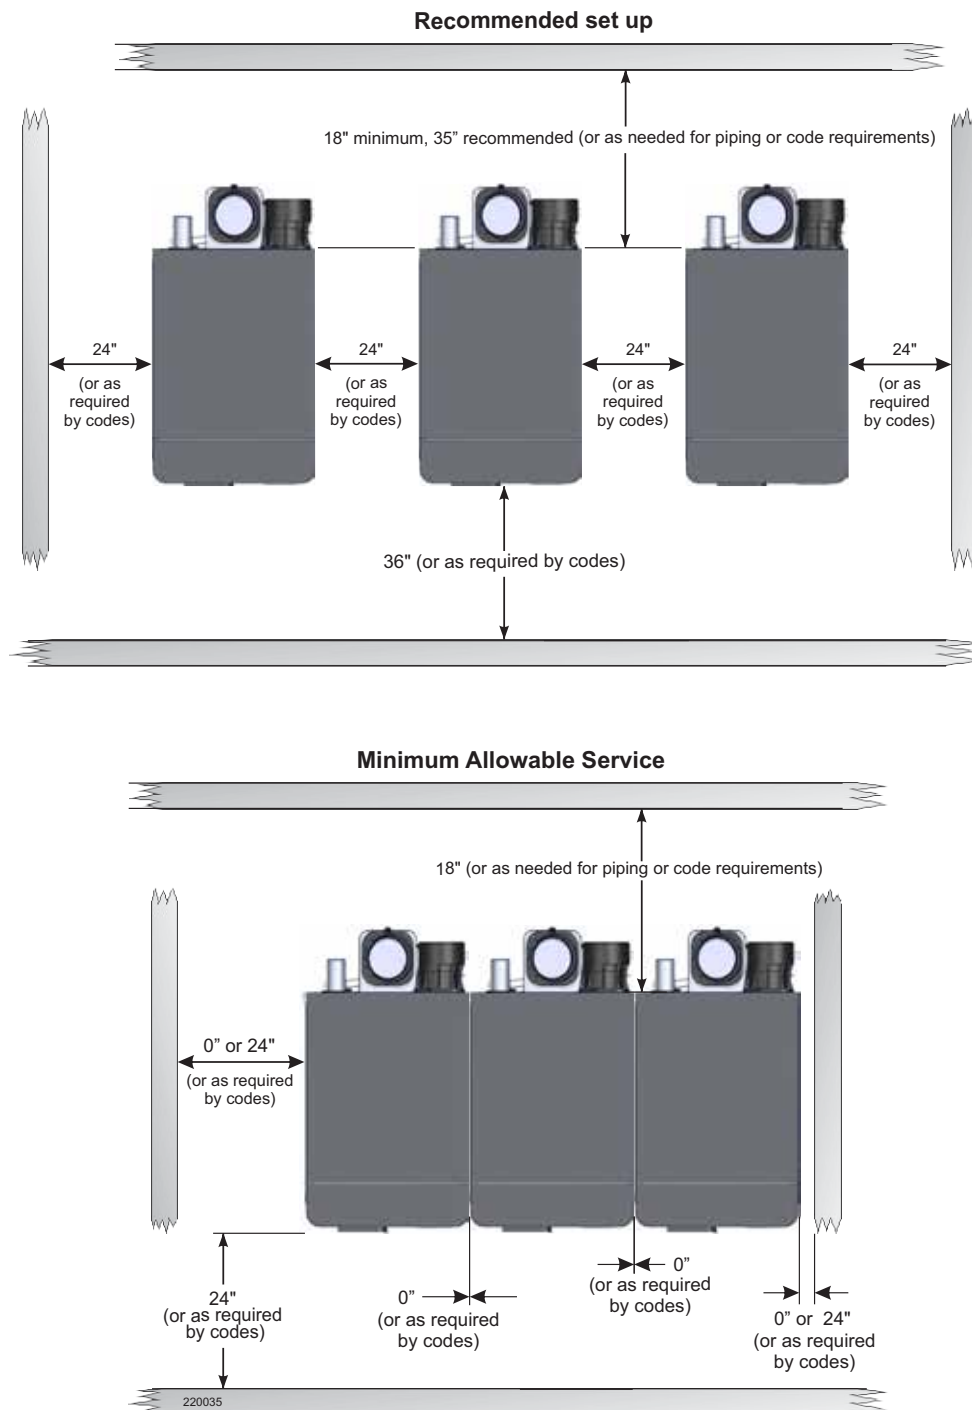 Recommended set up
18" minimum, 35” recommended (or as needed for piping or code requirements)
24"
(or as
required
by codes)
24"
(or as
required
by codes)
24"
(or as
required
by codes)
24"
(or as
required
by codes)
36" (or as required by codes)
Minimum Allowable Service
18" (or as needed for piping or code requirements)
0” or 24"
(or as required
by codes)
24"
(or as required
by codes)
0”
(or as required
by codes)
0”
(or as required
by codes)
0” or 24"
(or as required
by codes)
220035